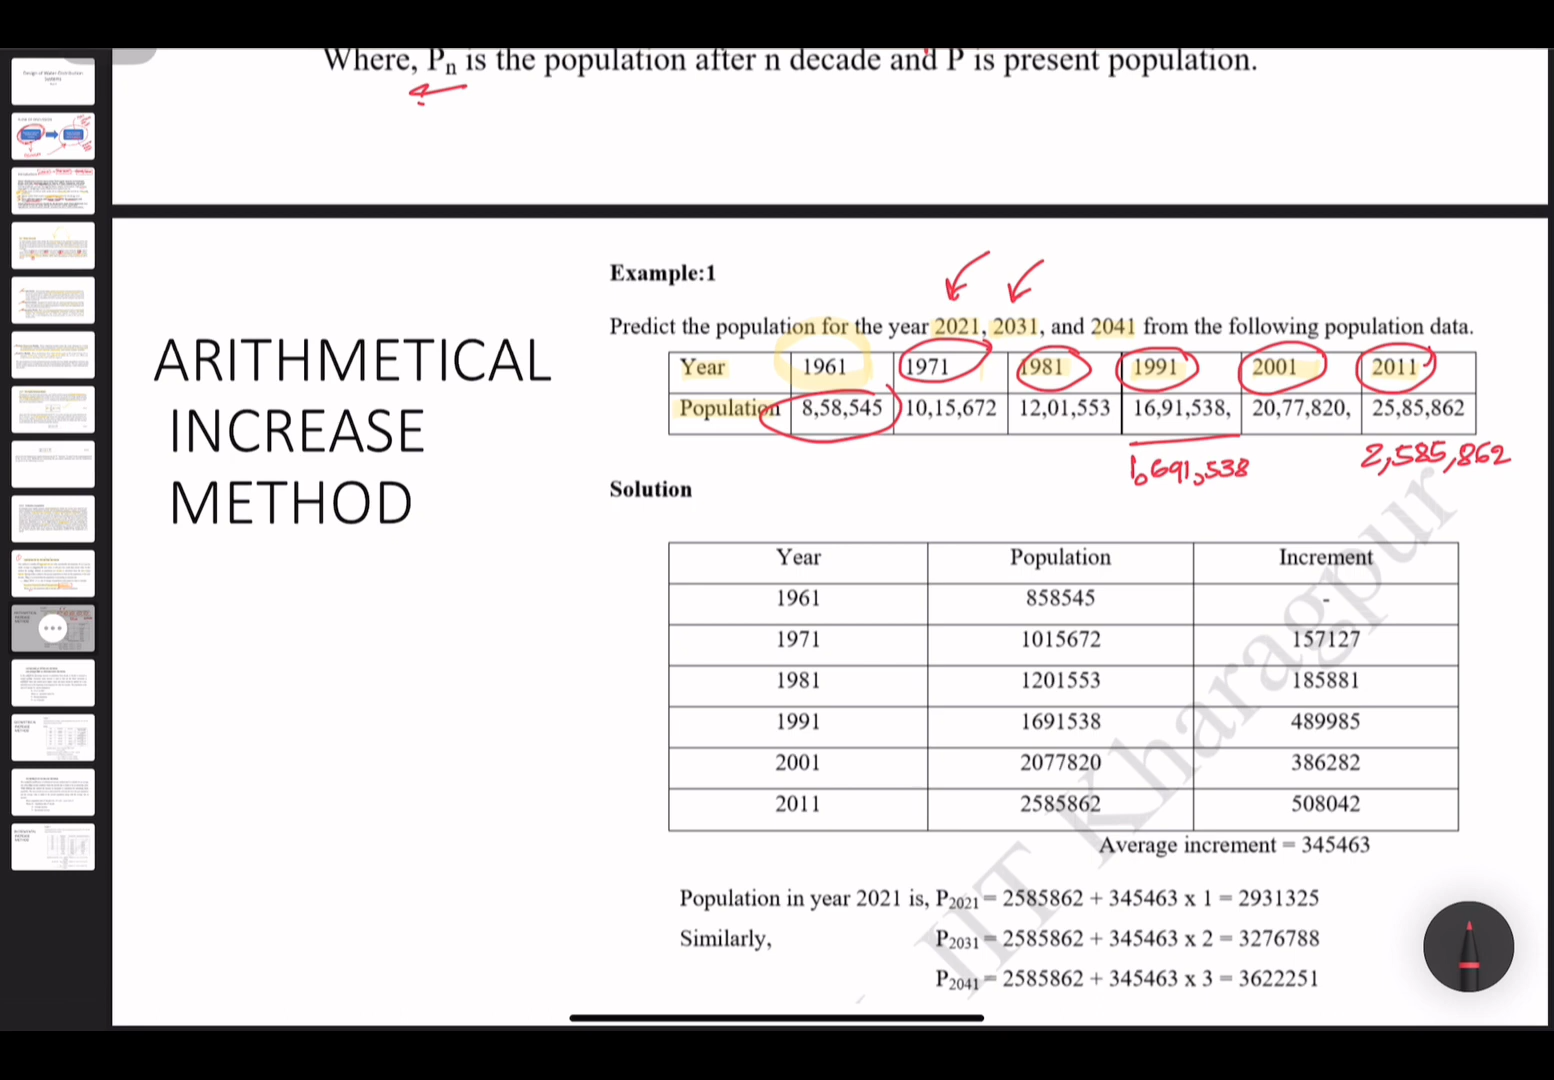 Where, Pn is the population after n decade and P is present population.
ARITHMETICAL
INCREASE
METHOD
Example:1
Predict the population for the year 2021, 2031, and 2041 from the following population data.
Year 1961 1971 1981 1991 2001 2011
Population 8,58,545 10,15,672 12,01,553 16,91,538, 20,77,820, 25,85,862
1,691,538 2,585,862
Solution
Year Population Increment
1961 858545 -
1971 1015672 157127
1981 1201553 185881
1991 1691538 489985
2001 2077820 386282
2011 2585862 508042
Average increment = 345463
Population in year 2021 is, P2021 = 2585862 + 345463 x 1 = 2931325
Similarly, P2031 = 2585862 + 345463 x 2 = 3276788
P2041 = 2585862 + 345463 x 3 = 3622251
IIT Kharagpur